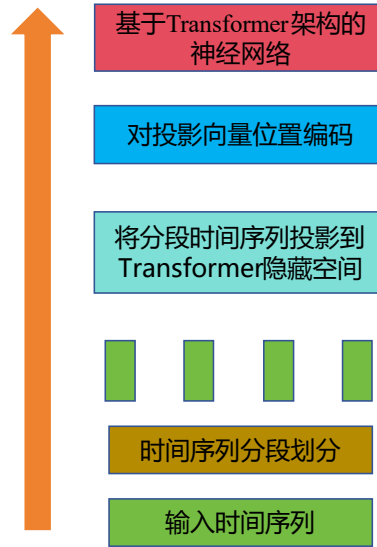 基于Transformer架构的
神经网络
对投影向量位置编码
将分段时间序列投影到
Transformer隐藏空间
时间序列分段划分
输入时间序列